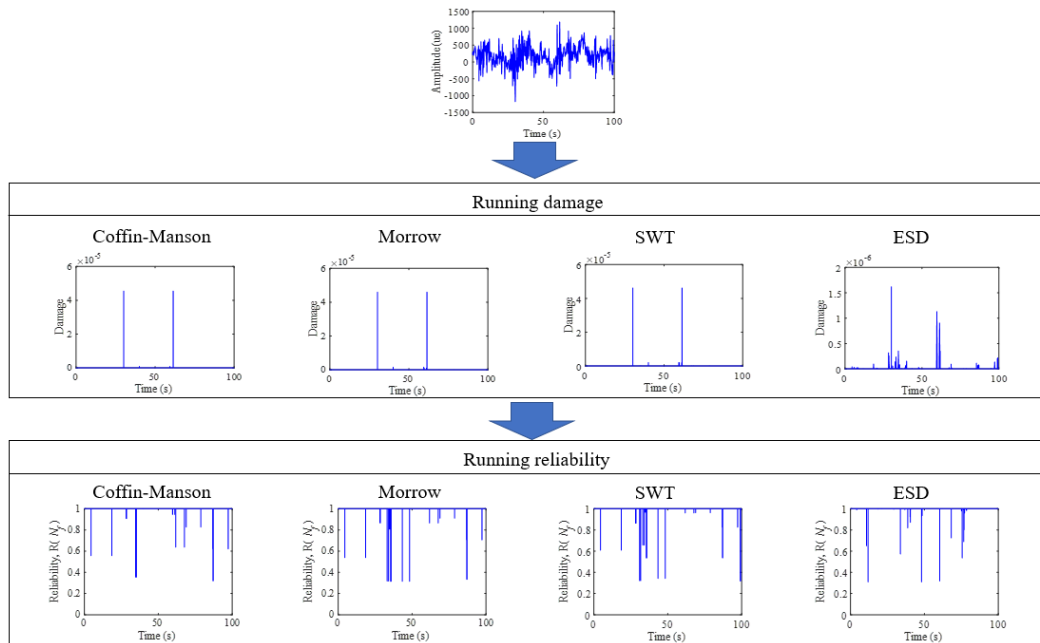 1500
1000
500
0
-500
-1000
-1500
Amplitude(ue)
0 50 100
Time (s)
Running damage
Coffin-Manson Morrow SWT ESD
×10-5
6
4
2
0
Damage
50 100
Time (s)
×10-5
6
4
2
0
Damage
50 100
Time (s)
×10-5
6
4
2
0
Damage
50 100
Time (s)
×10-6
2
1.5
1
0.5
0
Damage
0 50 100
Time (s)
Running reliability
Coffin-Manson Morrow SWT ESD
1
0.8
0.6
0.4
0.2
0
Reliability, R( Nf)
0 50 100
Time (s)
1
0.8
0.6
0.4
0.2
0
Reliability, R( Nf)
0 50 100
Time (s)
1
0.8
0.6
0.4
0.2
0
Reliability, R( Nf)
0 50 100
Time (s)
1
0.8
0.6
0.4
0.2
0
Reliability, R( Nf)
0 50 100
Time (s)